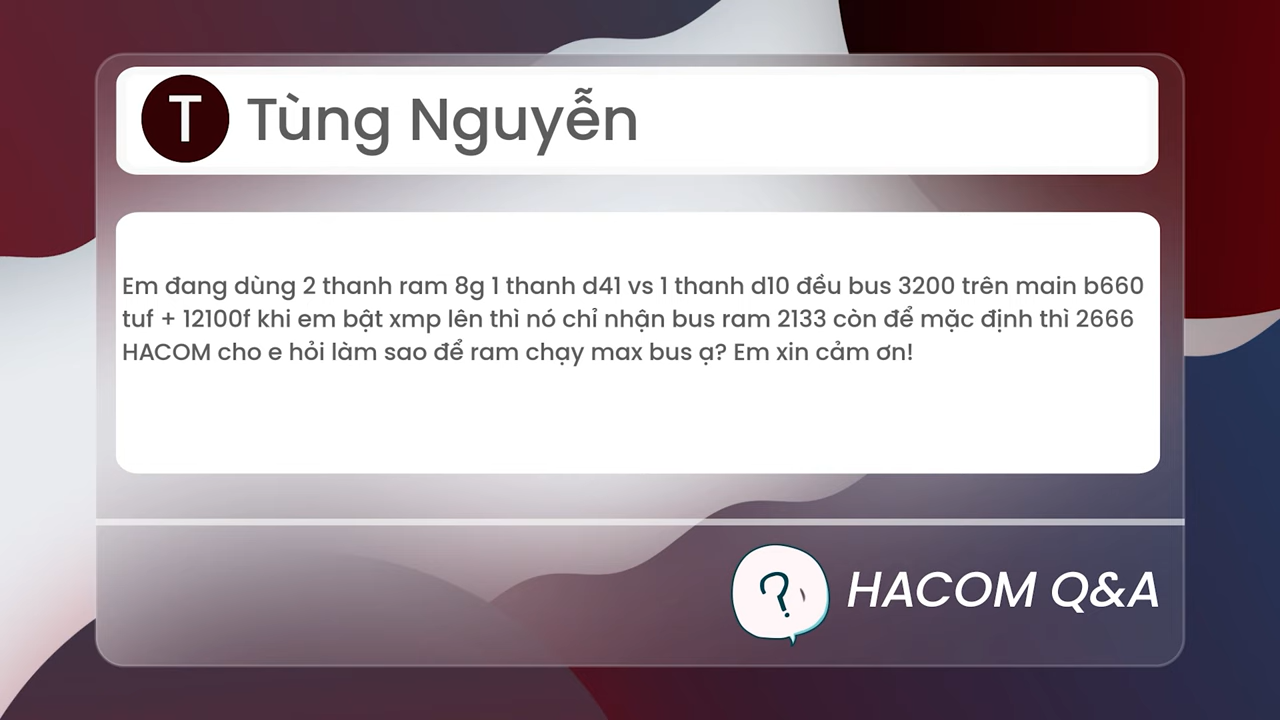 T Tùng Nguyễn
Em đang dùng 2 thanh ram 8g 1 thanh d41 vs 1 thanh d10 đều bus 3200 trên main b660
tuf + 12100f khi em bật xmp lên thì nó chỉ nhận bus ram 2133 còn để mặc định thì 2666
HACOM cho e hỏi làm sao để ram chạy max bus ạ? Em xin cảm ơn!
? HACOM Q&A